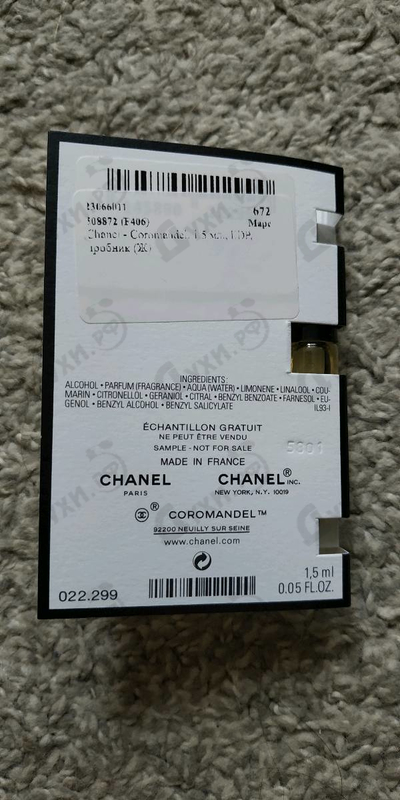 33066011 672
308872 (F406) Марс
Chanel - Coromandel 1.5 мл., EDP,
пробник (Ж)
INGREDIENTS:
ALCOHOL • PARFUM (FRAGRANCE) • AQUA (WATER) • LIMONENE • LINALOOL • COU-
MARIN • CITRONELLOL • GERANIOL • CITRAL • BENZYL BENZOATE • FARNESOL • EU-
GENOL • BENZYL ALCOHOL • BENZYL SALICYLATE IL93-I
ÉCHANTILLON GRATUIT
NE PEUT ÊTRE VENDU
SAMPLE - NOT FOR SALE
5801
MADE IN FRANCE
CHANEL CHANEL® INC.
PARIS NEW YORK, N.Y. 10019
® COROMANDEL™
92200 NEUILLY SUR SEINE
www.chanel.com
1,5 ml
022.299 0.05 FL.OZ.